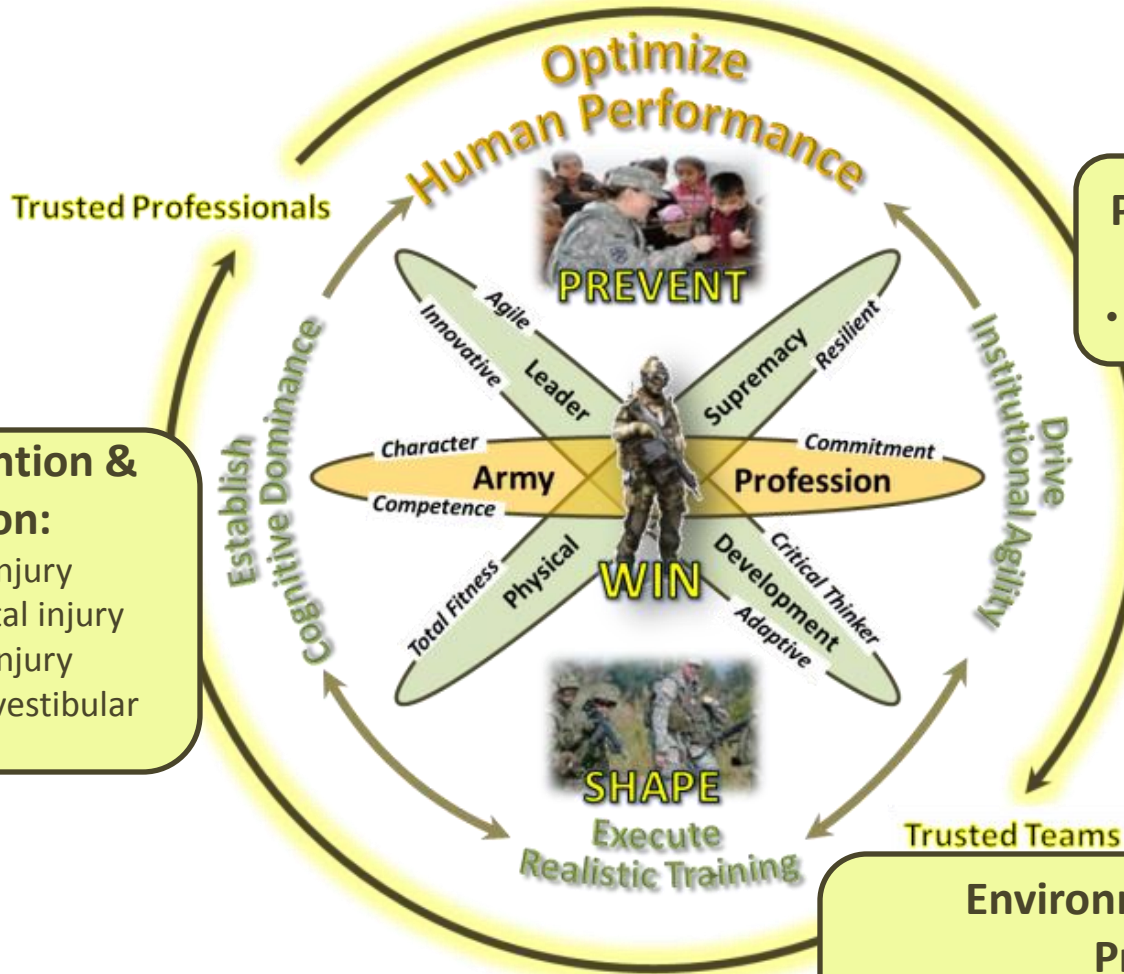 Optimize
Human Performance
Trusted Professionals
PREVENT
Agile
Innovative
Leader
Supremacy
Resilient
Establish
Cognitive Dominance
Drive
Institutional Agility
Character
Army
Competence
Commitment
Profession
Total Fitness
Physical
WIN
Critical Thinker
Development
Adaptive
SHAPE
Execute
Realistic Training
Trusted Teams
ntion &
on:
njury
tal injury
njury
vestibular
P
•
Environ
Pr